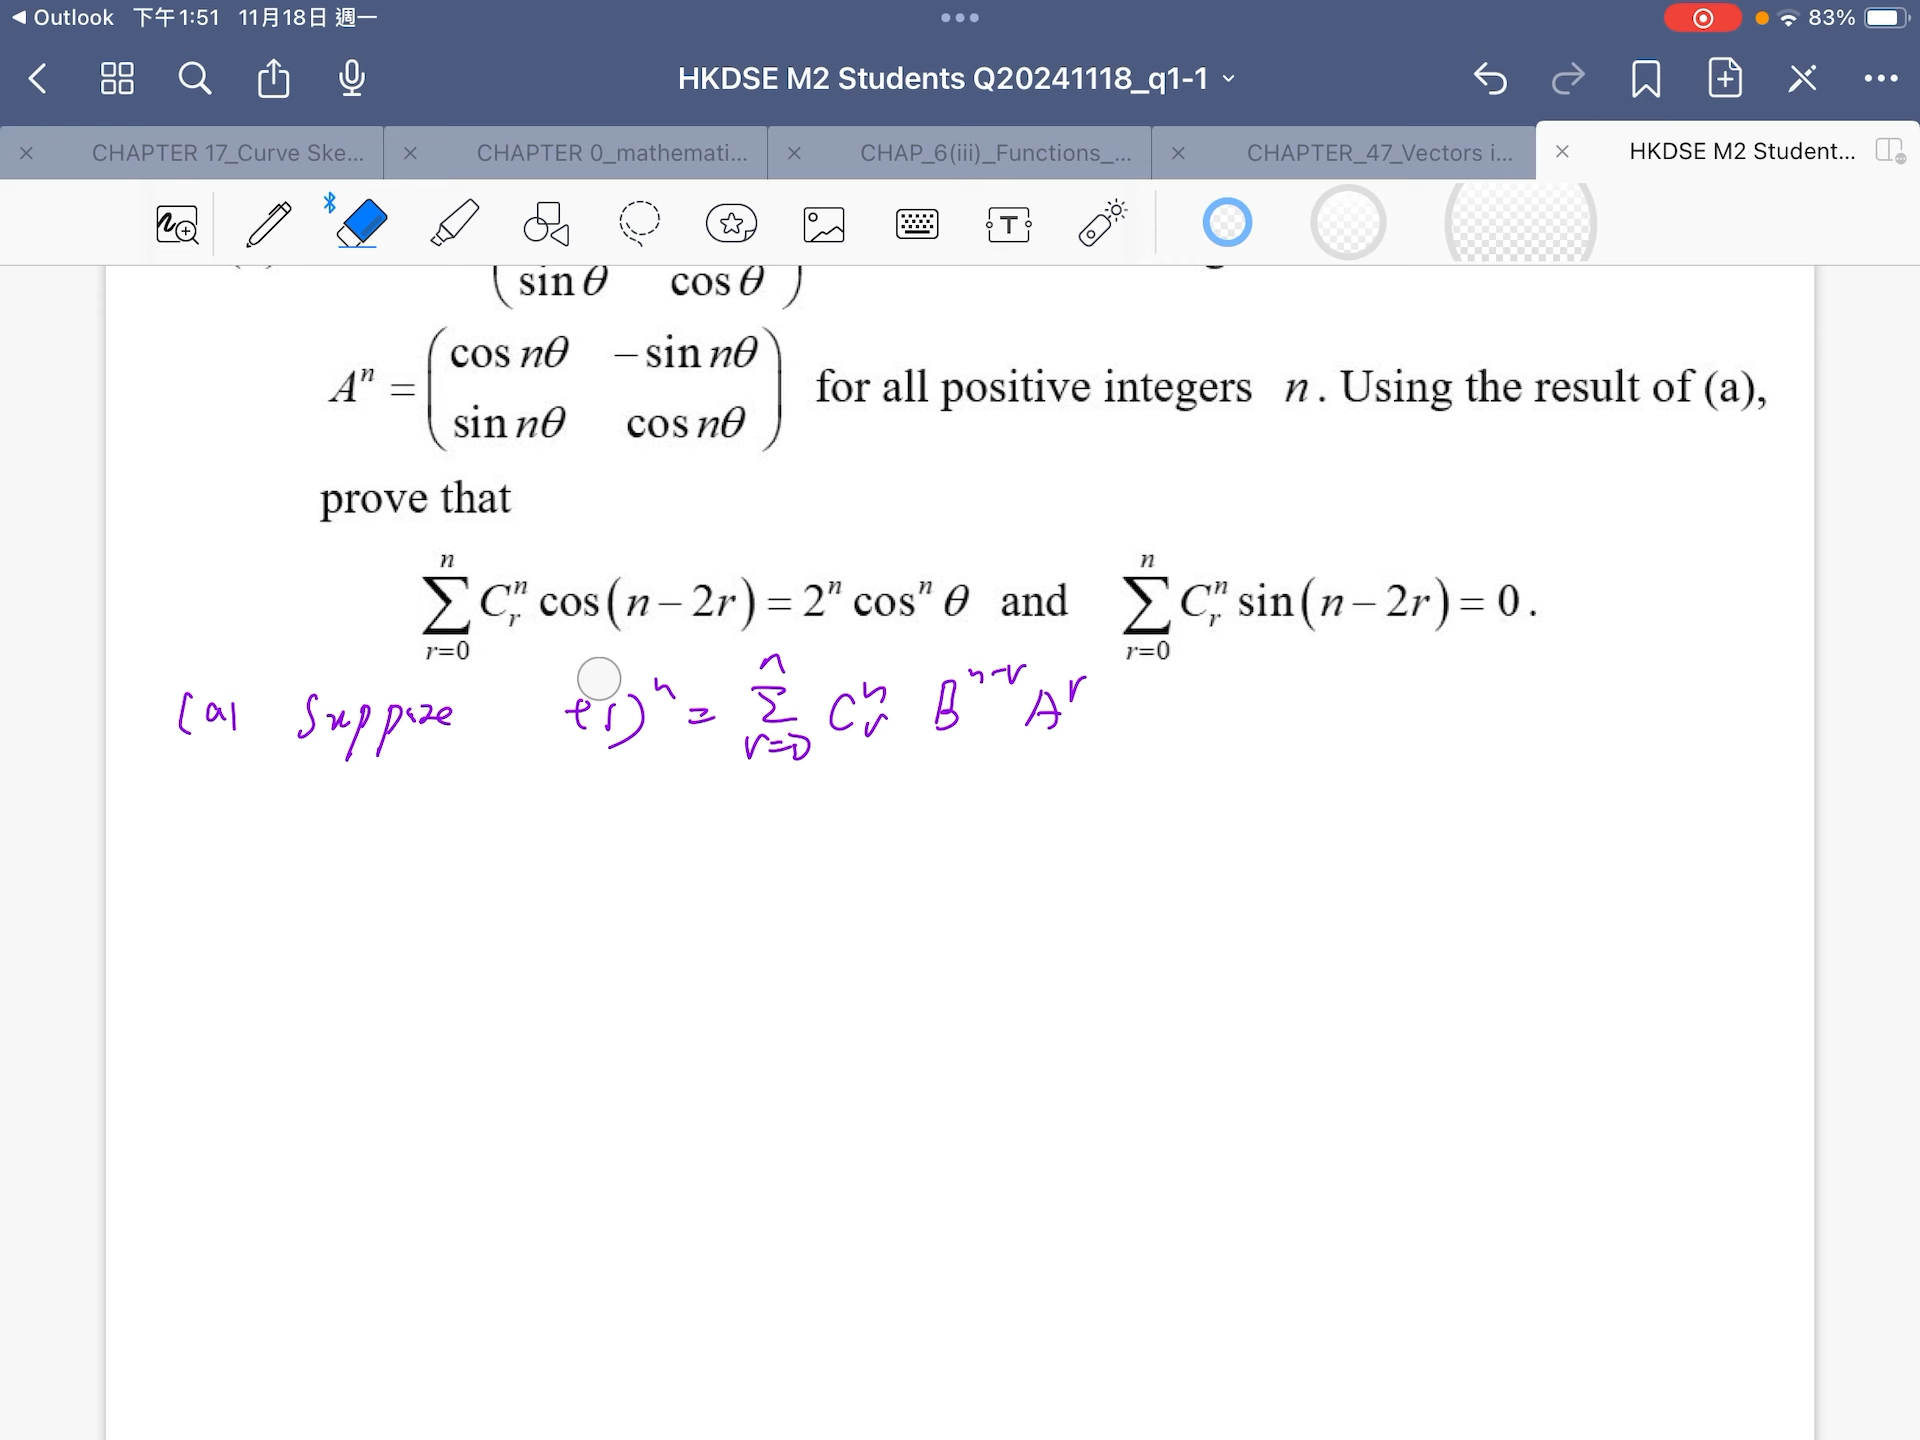 ◀ Outlook 下午1:51 11月18日 週一 83%
HKDSE M2 Students Q20241118_q1-1
CHAPTER 17_Curve Ske... CHAPTER 0_mathemati... CHAP_6(iii)_Functions_... CHAPTER_47_Vectors i... HKDSE M2 Student...
sin θ cos θ
Aⁿ = ( cos nθ − sin nθ
sin nθ cos nθ ) for all positive integers n. Using the result of (a),
prove that
∑_{r=0}^{n} C_r^n cos(n − 2r) = 2ⁿ cosⁿ θ and ∑_{r=0}^{n} C_r^n sin(n − 2r) = 0.
(a) Suppose )ⁿ = ∑_{r=0}^{n} C_r^n B^{n-r} A^r